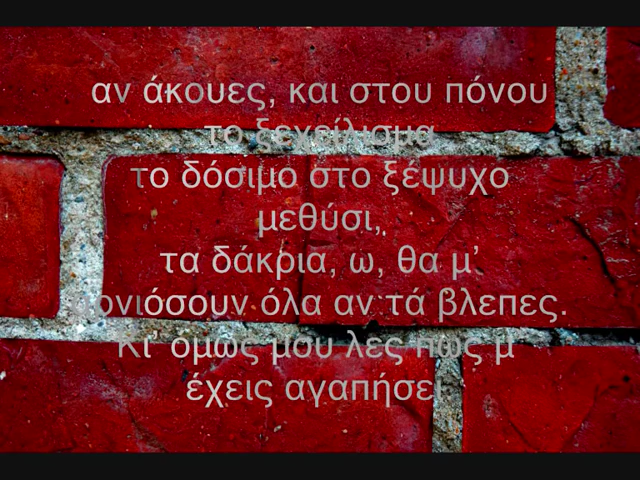 αν άκουες, και στου πόνου
το ξεχείλισμα
το δόσιμο στο ξέψυχο
μεθύσι,
τα δάκρια, ω, θα μ'
όλα αν τά βλεπες.
Κι' ομως μου λες πως μ'
έχεις αγαπήσει